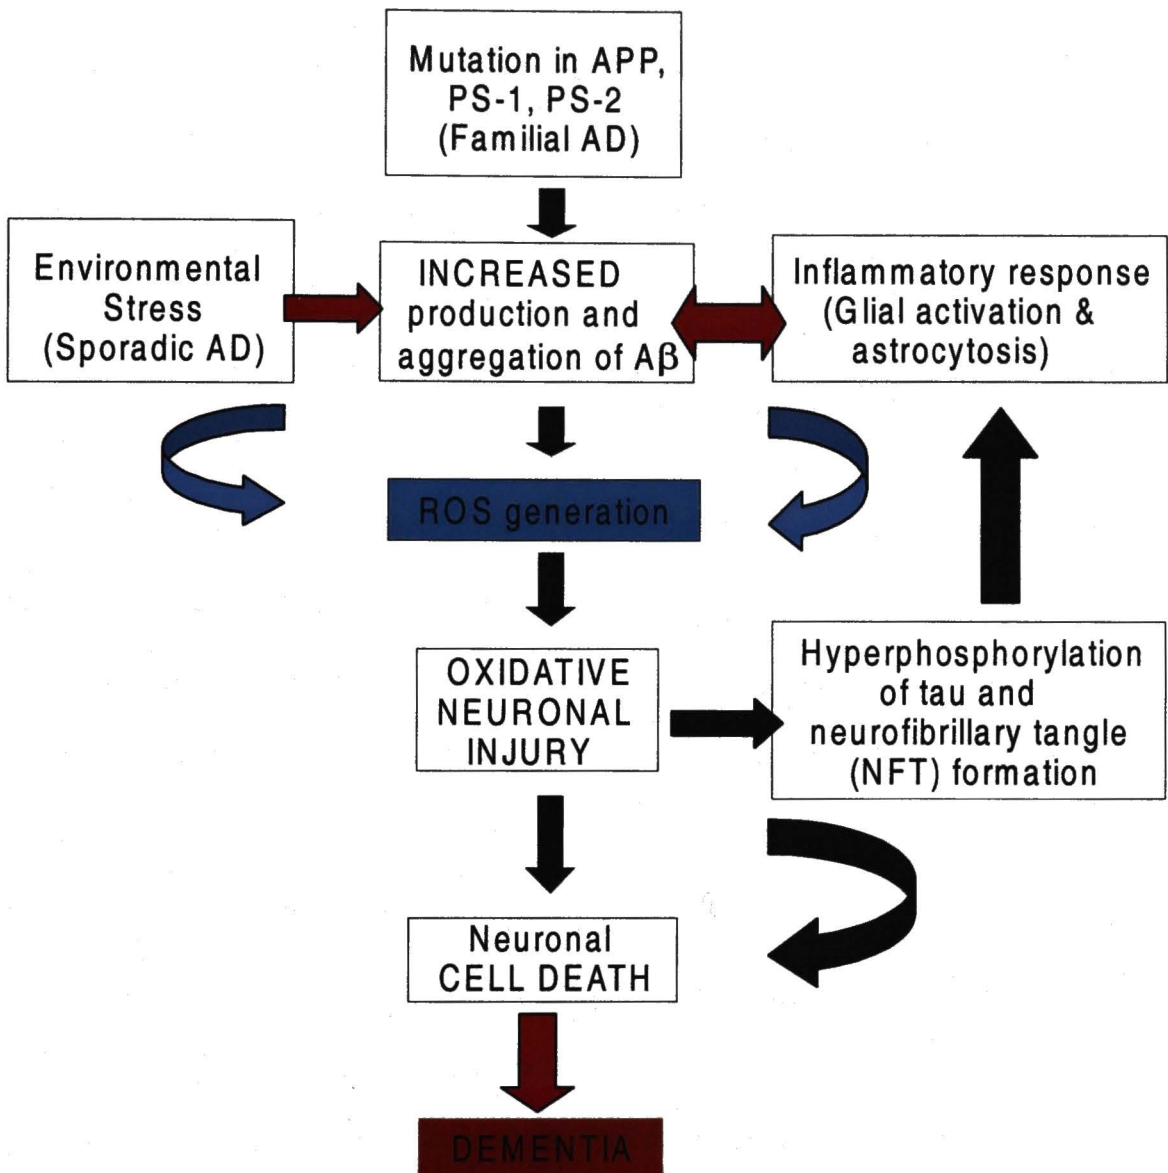 Mutation in APP,
PS-1, PS-2
(Familial AD)
Environmental
Stress
(Sporadic AD)
INCREASED
production and
aggregation of Aβ
Inflammatory response
(Glial activation &
astrocytosis)
ROS generation
OXIDATIVE
NEURONAL
INJURY
Hyperphosphorylation
of tau and
neurofibrillary tangle
(NFT) formation
Neuronal
CELL DEATH
DEMENTIA